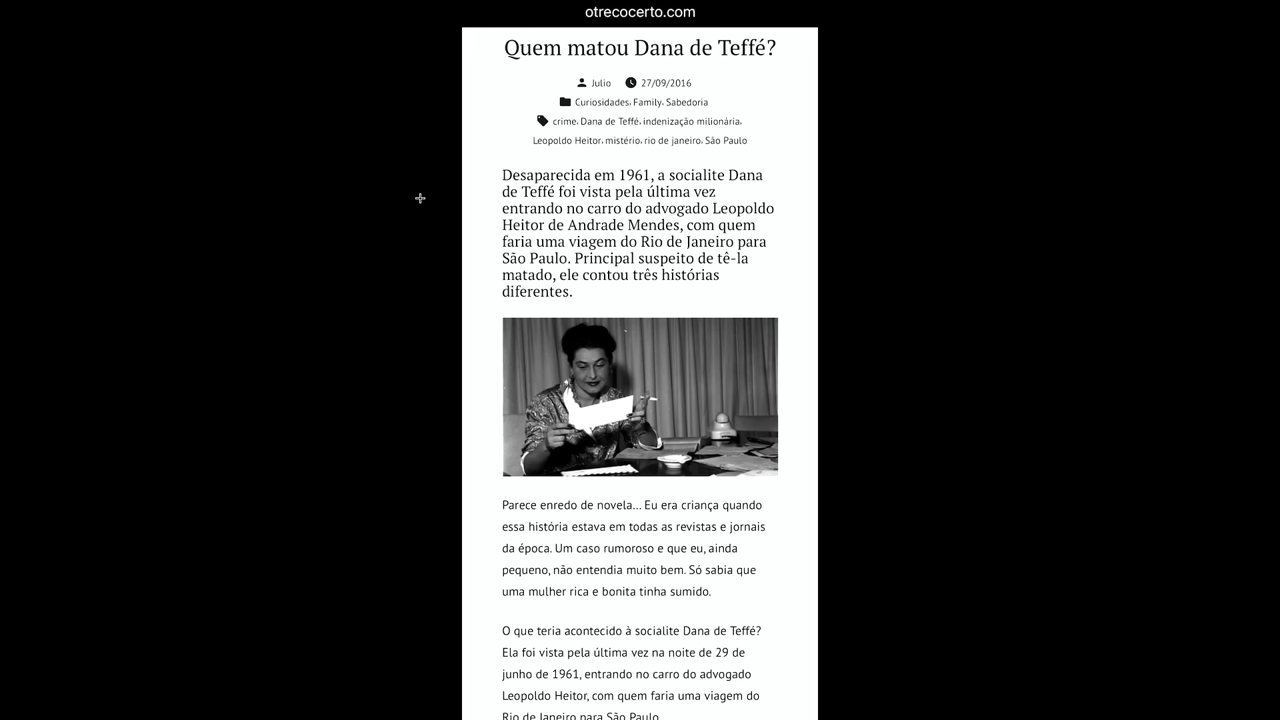 otrecocerto.com
Quem matou Dana de Teffé?
Julio 27/09/2016
Curiosidades, Family, Sabedoria
crime, Dana de Teffé, indenização milionária,
Leopoldo Heitor, mistério, rio de janeiro, São Paulo
Desaparecida em 1961, a socialite Dana
de Teffé foi vista pela última vez
entrando no carro do advogado Leopoldo
Heitor de Andrade Mendes, com quem
faria uma viagem do Rio de Janeiro para
São Paulo. Principal suspeito de tê-la
matado, ele contou três histórias
diferentes.
Parece enredo de novela... Eu era criança quando
essa história estava em todas as revistas e jornais
da época. Um caso rumoroso e que eu, ainda
pequeno, não entendia muito bem. Só sabia que
uma mulher rica e bonita tinha sumido.
O que teria acontecido à socialite Dana de Teffé?
Ela foi vista pela última vez na noite de 29 de
junho de 1961, entrando no carro do advogado
Leopoldo Heitor, com quem faria uma viagem do
Rio de Janeiro para São Paulo.